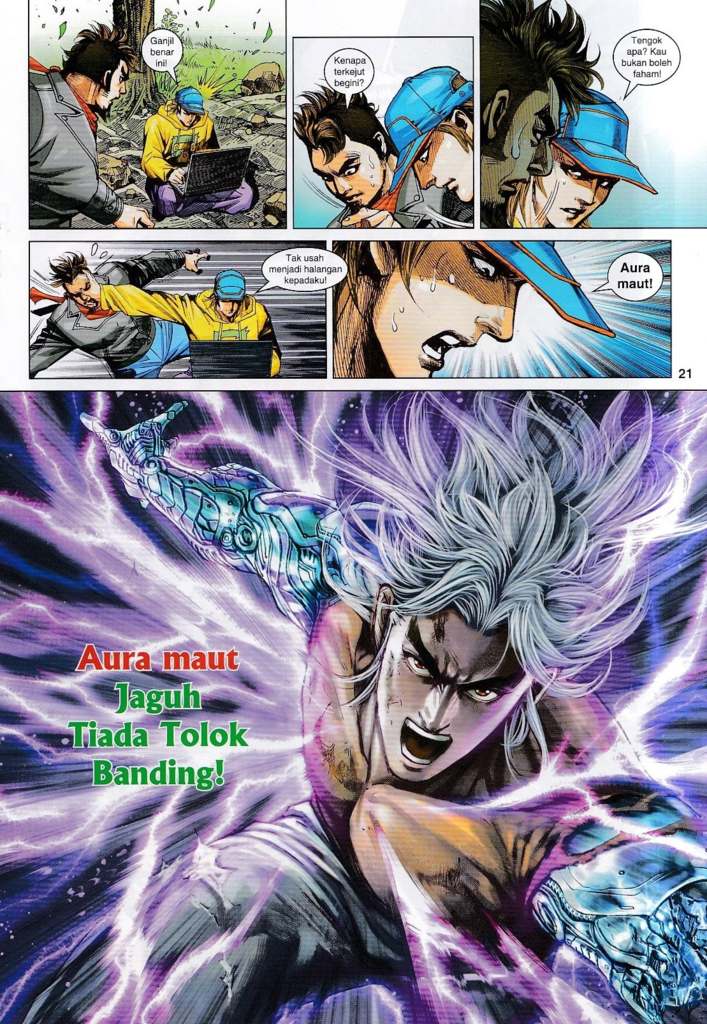 Ganjil
benar
ini!
Kenapa
terkejut
begini?
Tengok
apa? Kau
bukan boleh
faham!
Tak usah
menjadi halangan
kepadaku!
Aura
maut!
21
Aura maut
Jaguh
Tiada Tolok
Banding!